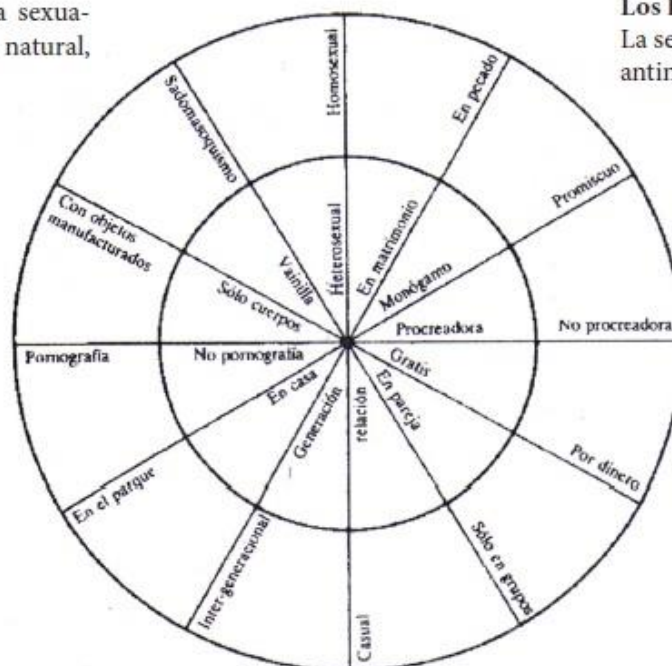 a sexua-
natural,
Los
La se
antin
Homosexual
Heterosexual
En pecado
En matrimonio
Promiscuo
Monógamo
No procreadora
Procreadora
Por dinero
Gratis
Sólo en grupos
En pareja
Casual
relación
Inter-generacional
Generación
En el parque
En casa
Pornografía
No pornografía
Con objetos
manufacturados
Sólo cuerpos
Sadomasoquismo
Vainilla